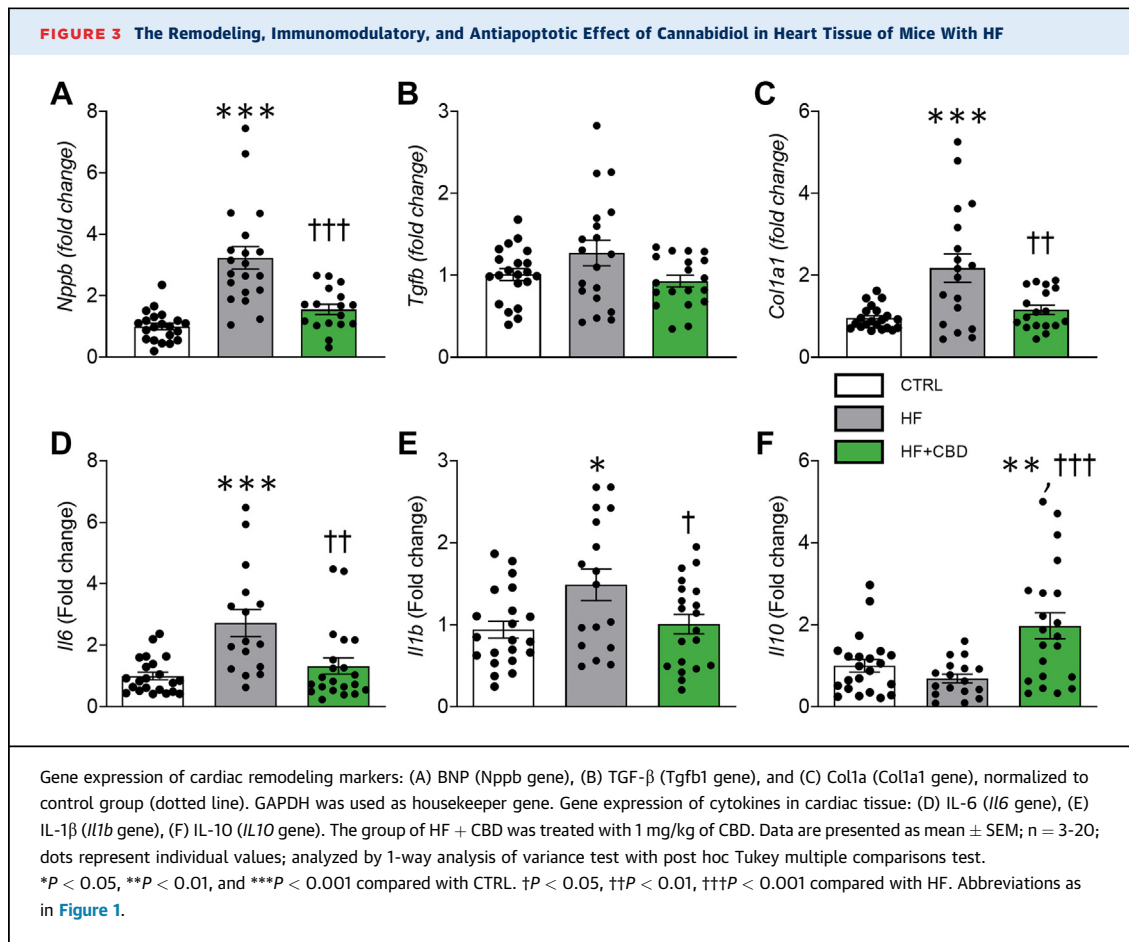 FIGURE 3 The Remodeling, Immunomodulatory, and Antiapoptotic Effect of Cannabidiol in Heart Tissue of Mice With HF
A
Nppb (fold change)
8
6
4
2
0
***
†††
B
Tgfb (fold change)
3
2
1
0
C
Col1a1 (fold change)
6
4
2
0
***
††
CTRL
HF
HF+CBD
D
Il6 (Fold change)
8
6
4
2
0
***
††
E
Il1b (Fold change)
3
2
1
0
*
†
F
Il10 (Fold change)
6
4
2
0
**, †††
Gene expression of cardiac remodeling markers: (A) BNP (Nppb gene), (B) TGF-β (Tgfb1 gene), and (C) Col1a (Col1a1 gene), normalized to
control group (dotted line). GAPDH was used as housekeeper gene. Gene expression of cytokines in cardiac tissue: (D) IL-6 (Il6 gene), (E)
IL-1β (Il1b gene), (F) IL-10 (IL10 gene). The group of HF + CBD was treated with 1 mg/kg of CBD. Data are presented as mean ± SEM; n = 3-20;
dots represent individual values; analyzed by 1-way analysis of variance test with post hoc Tukey multiple comparisons test.
*P < 0.05, **P < 0.01, and ***P < 0.001 compared with CTRL. †P < 0.05, ††P < 0.01, †††P < 0.001 compared with HF. Abbreviations as
in Figure 1.